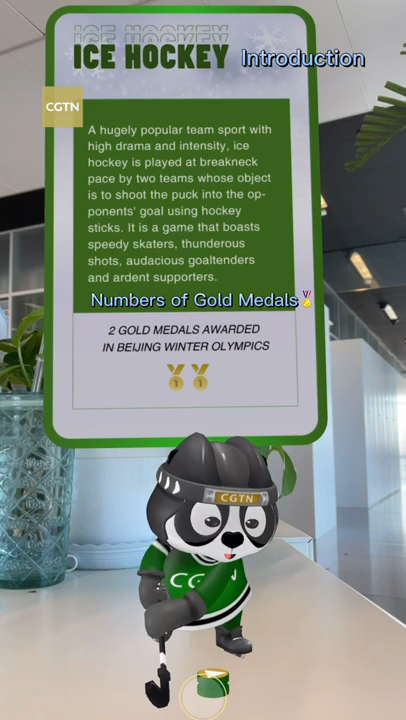 ICE HOCKEY
ICE HOCKEY Introduction
CGTN
A hugely popular team sport with
high drama and intensity, ice
hockey is played at breakneck
pace by two teams whose object
is to shoot the puck into the op-
ponents' goal using hockey
sticks. It is a game that boasts
speedy skaters, thunderous
shots, audacious goaltenders
and ardent supporters.
Numbers of Gold Medals🏅
2 GOLD MEDALS AWARDED
IN BEIJING WINTER OLYMPICS
1 1
CGTN